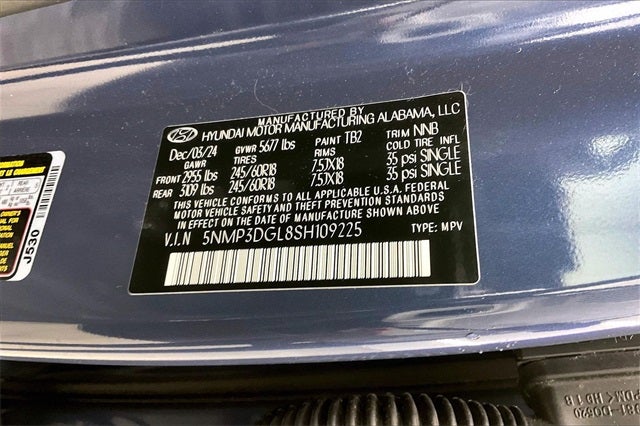 MANUFACTURED BY
HYUNDAI MOTOR MANUFACTURING ALABAMA, LLC
Dec/03/24 GVWR 5677 lbs PAINT TB2 TRIM NNB
GAWR TIRES RIMS COLD TIRE INFL
FRONT 2955 lbs 245/60R18 7.5JX18 35 psi SINGLE
REAR 3109 lbs 245/60R18 7.5JX18 35 psi SINGLE
THIS VEHICLE CONFORMS TO ALL APPLICABLE U.S.A. FEDERAL
MOTOR VEHICLE SAFETY AND THEFT PREVENTION STANDARDS
IN EFFECT ON THE DATE OF MANUFACTURE SHOWN ABOVE.
V.I.N 5NMP3DGL8SH109225 TYPE: MPV
J530